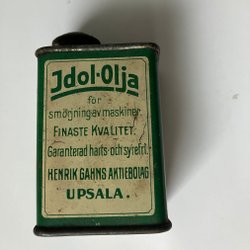 Idol-Olja
för
smörjning av maskiner.
FINASTE KVALITET.
Garanterad harts- och syrefri.
HENRIK GAHNS AKTIEBOLAG
UPSALA.